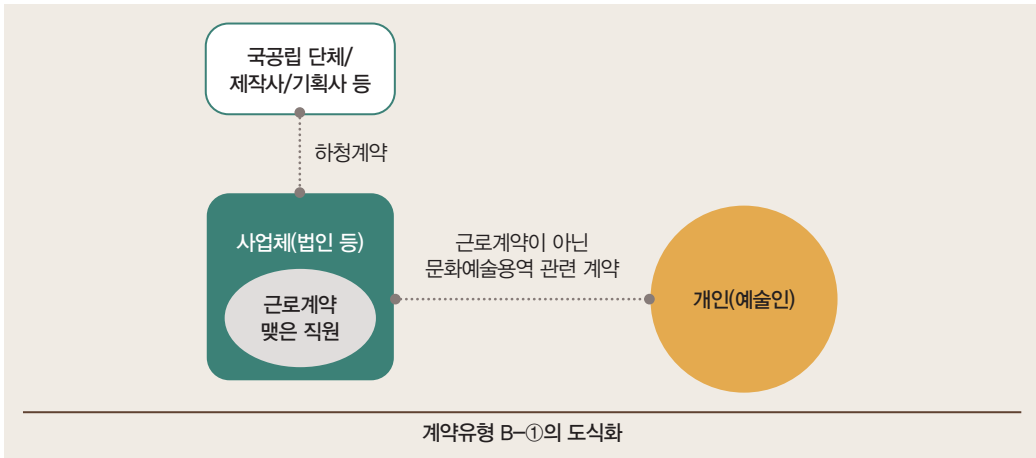 국공립 단체/
제작사/기획사 등
하청계약
사업체(법인 등)
근로계약
맺은 직원
근로계약이 아닌
문화예술용역 관련 계약
개인(예술인)
계약유형 B-①의 도식화